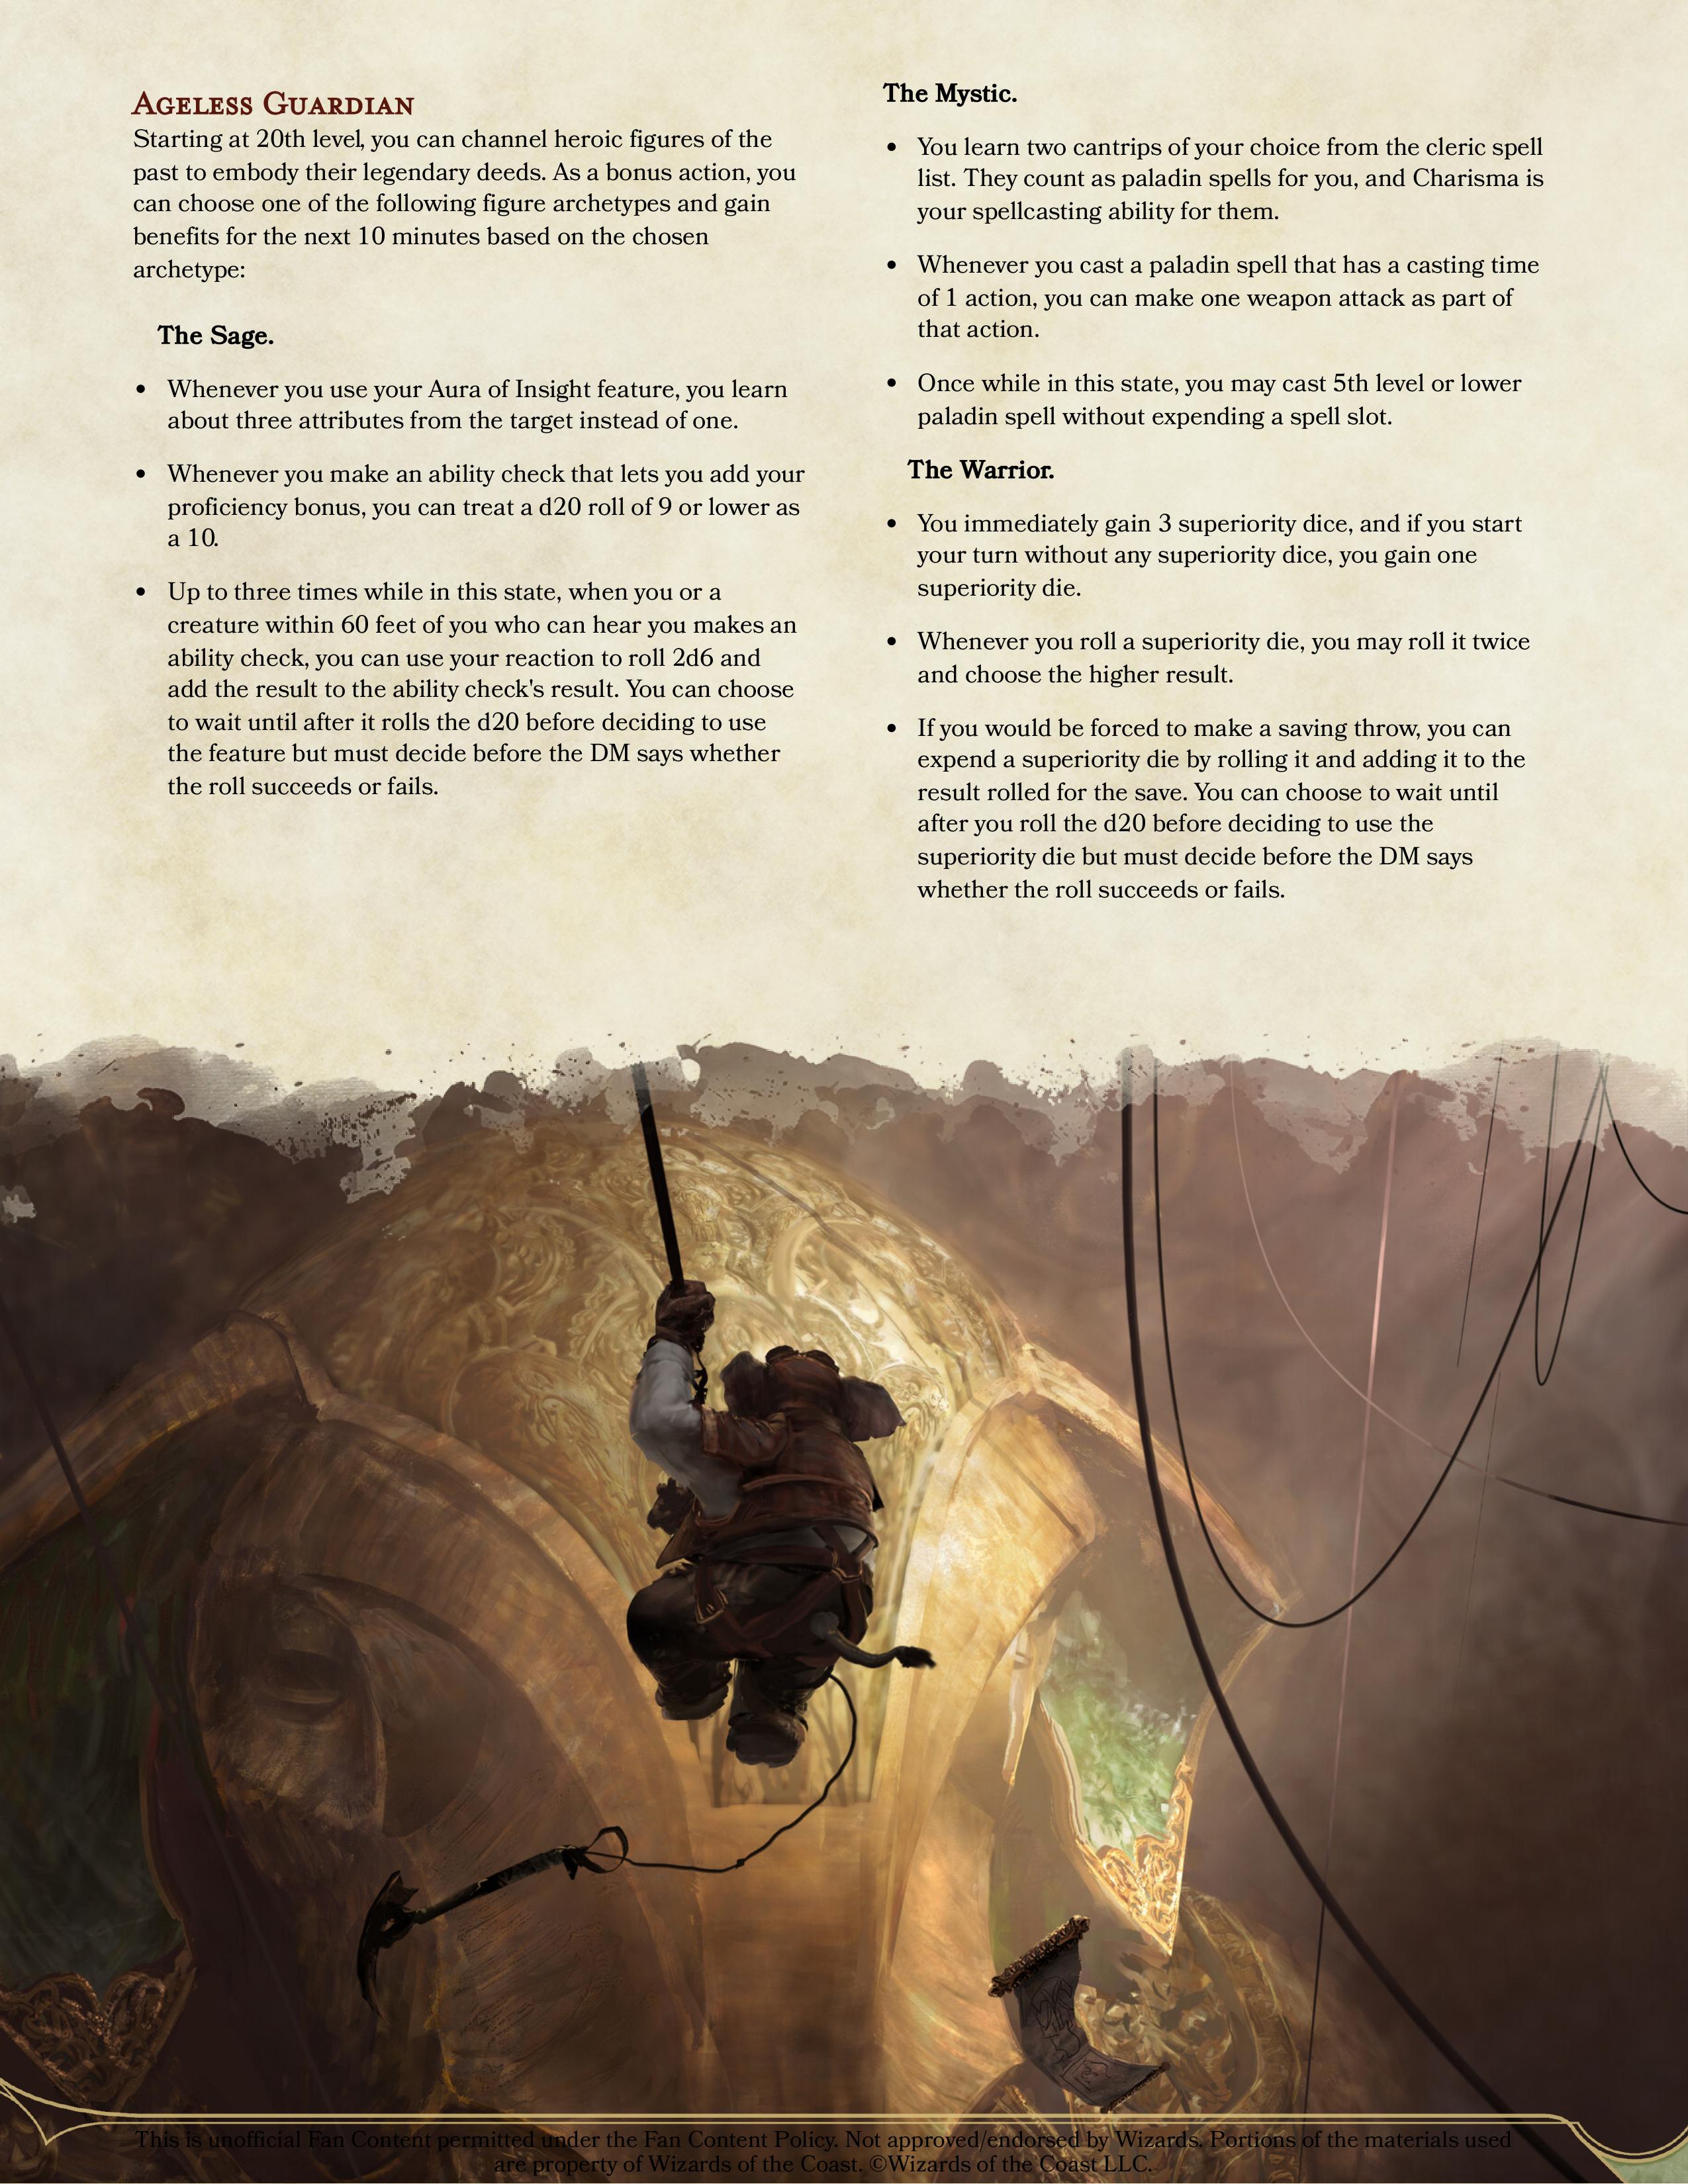 Ageless Guardian
Starting at 20th level, you can channel heroic figures of the
past to embody their legendary deeds. As a bonus action, you
can choose one of the following figure archetypes and gain
benefits for the next 10 minutes based on the chosen
archetype:
The Sage.
• Whenever you use your Aura of Insight feature, you learn
about three attributes from the target instead of one.
• Whenever you make an ability check that lets you add your
proficiency bonus, you can treat a d20 roll of 9 or lower as
a 10.
• Up to three times while in this state, when you or a
creature within 60 feet of you who can hear you makes an
ability check, you can use your reaction to roll 2d6 and
add the result to the ability check's result. You can choose
to wait until after it rolls the d20 before deciding to use
the feature but must decide before the DM says whether
the roll succeeds or fails.
The Mystic.
• You learn two cantrips of your choice from the cleric spell
list. They count as paladin spells for you, and Charisma is
your spellcasting ability for them.
• Whenever you cast a paladin spell that has a casting time
of 1 action, you can make one weapon attack as part of
that action.
• Once while in this state, you may cast 5th level or lower
paladin spell without expending a spell slot.
The Warrior.
• You immediately gain 3 superiority dice, and if you start
your turn without any superiority dice, you gain one
superiority die.
• Whenever you roll a superiority die, you may roll it twice
and choose the higher result.
• If you would be forced to make a saving throw, you can
expend a superiority die by rolling it and adding it to the
result rolled for the save. You can choose to wait until
after you roll the d20 before deciding to use the
superiority die but must decide before the DM says
whether the roll succeeds or fails.
This is unofficial Fan Content permitted under the Fan Content Policy. Not approved/endorsed by Wizards. Portions of the materials used
are property of Wizards of the Coast. ©Wizards of the Coast LLC.